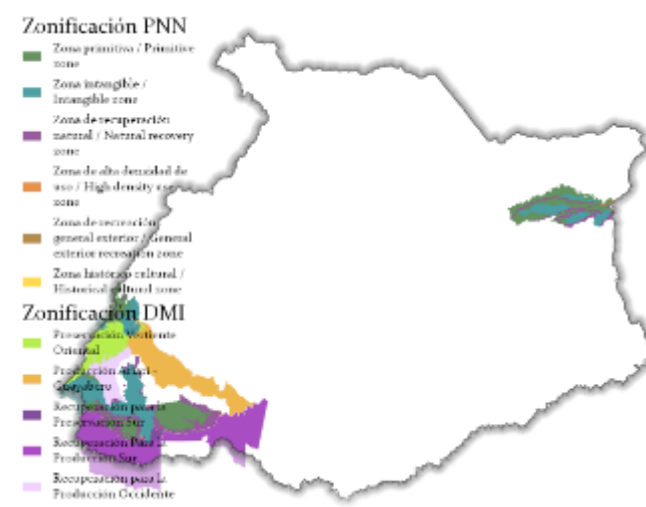 Zonificación PNN
Zona primitiva / Primitive
zone
Zona intangible /
Intangible zone
Zona de recuperación
natural / Natural recovery
zone
Zona de alta densidad de
uso / High density use
zone
Zona de recreación
general exterior / General
exterior recreation zone
Zona histórico cultural /
Historical cultural zone
Zonificación DMI
Preservación Vertiente
Oriental
Producción Ariari -
Guayabero
Recuperación para la
Preservación Sur
Recuperación Para la
Producción Sur
Recuperación para la
Producción Occidente